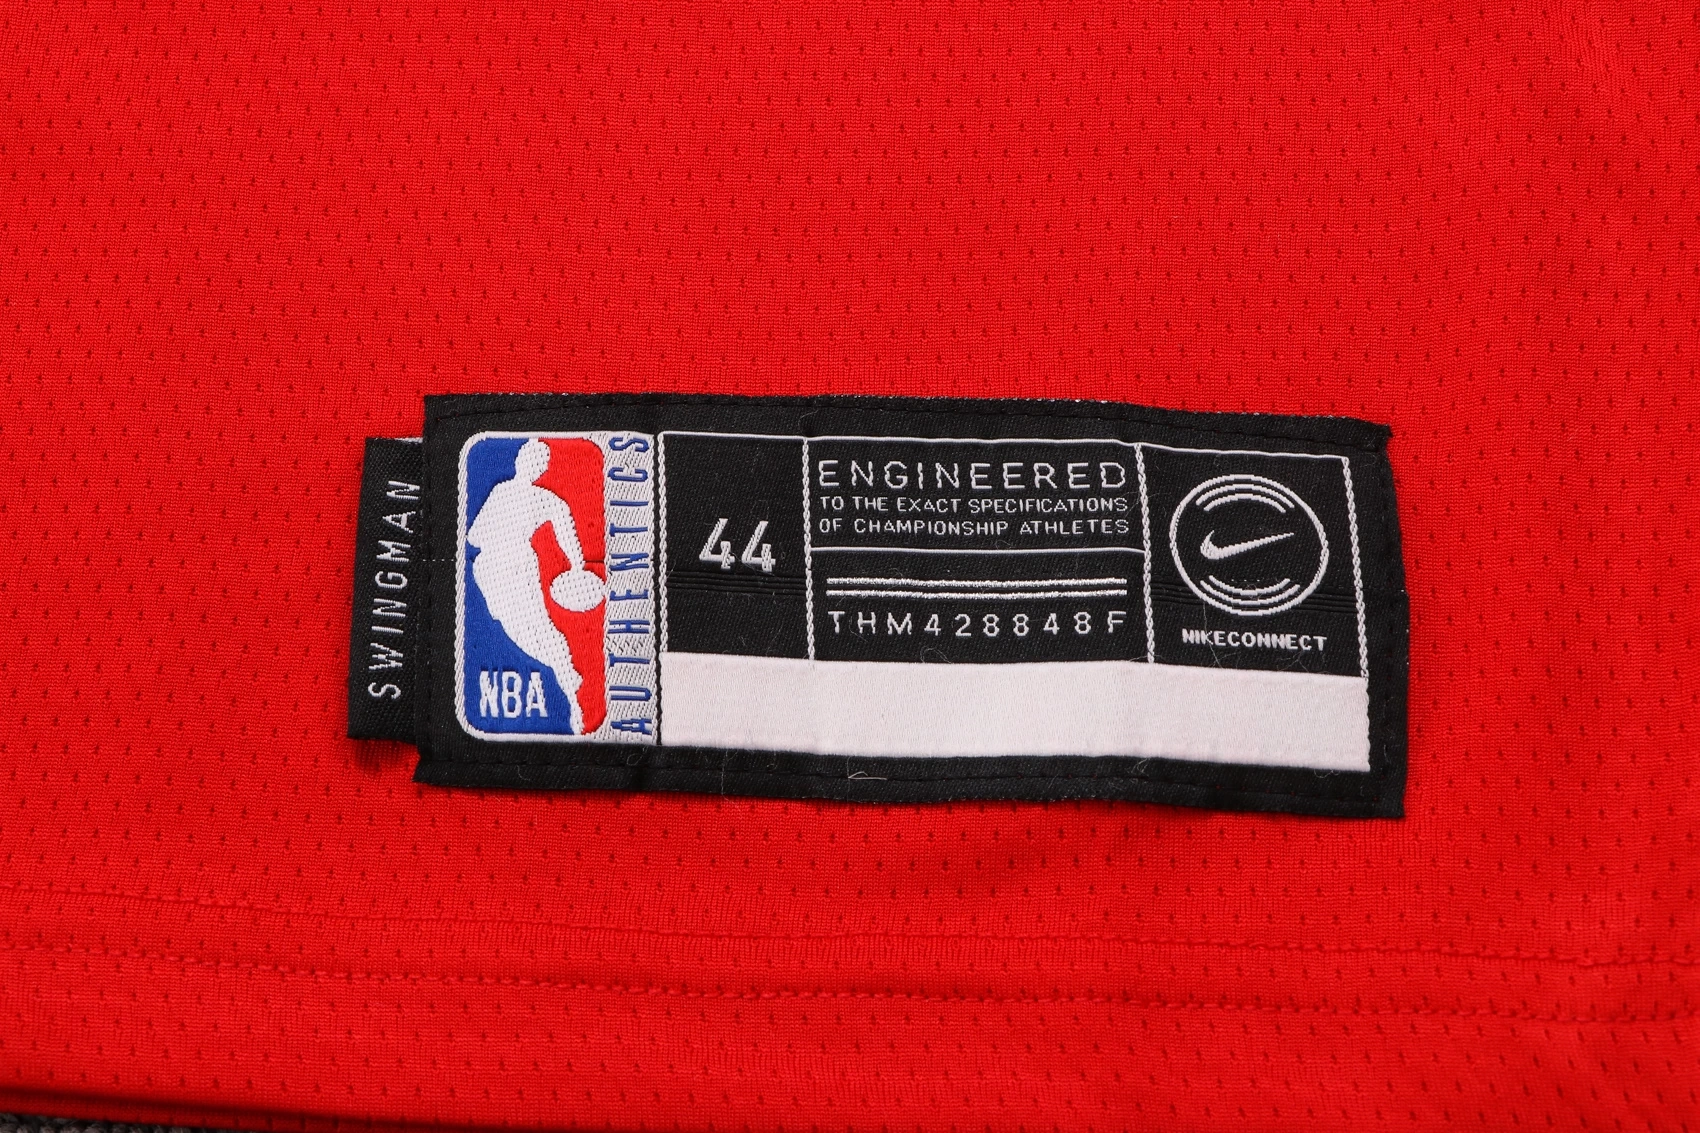 SWINGMAN
NBA
AUTHENTICS
44
ENGINEERED
TO THE EXACT SPECIFICATIONS
OF CHAMPIONSHIP ATHLETES
THM428848F
NIKECONNECT